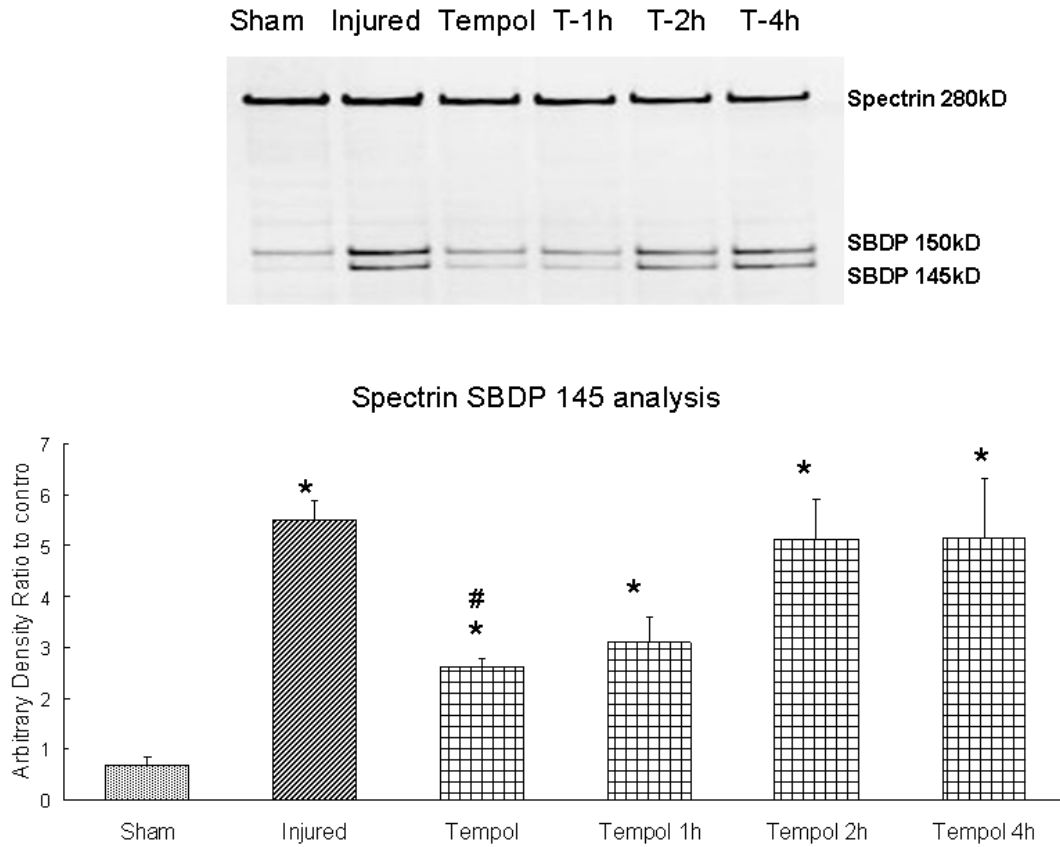 Sham Injured Tempol T-1h T-2h T-4h
Spectrin 280kD
SBDP 150kD
SBDP 145kD
Spectrin SBDP 145 analysis
Arbitrary Density Ratio to contro
7
6
5
4
3
2
1
0
*
#
*
*
*
*
Sham Injured Tempol Tempol 1h Tempol 2h Tempol 4h